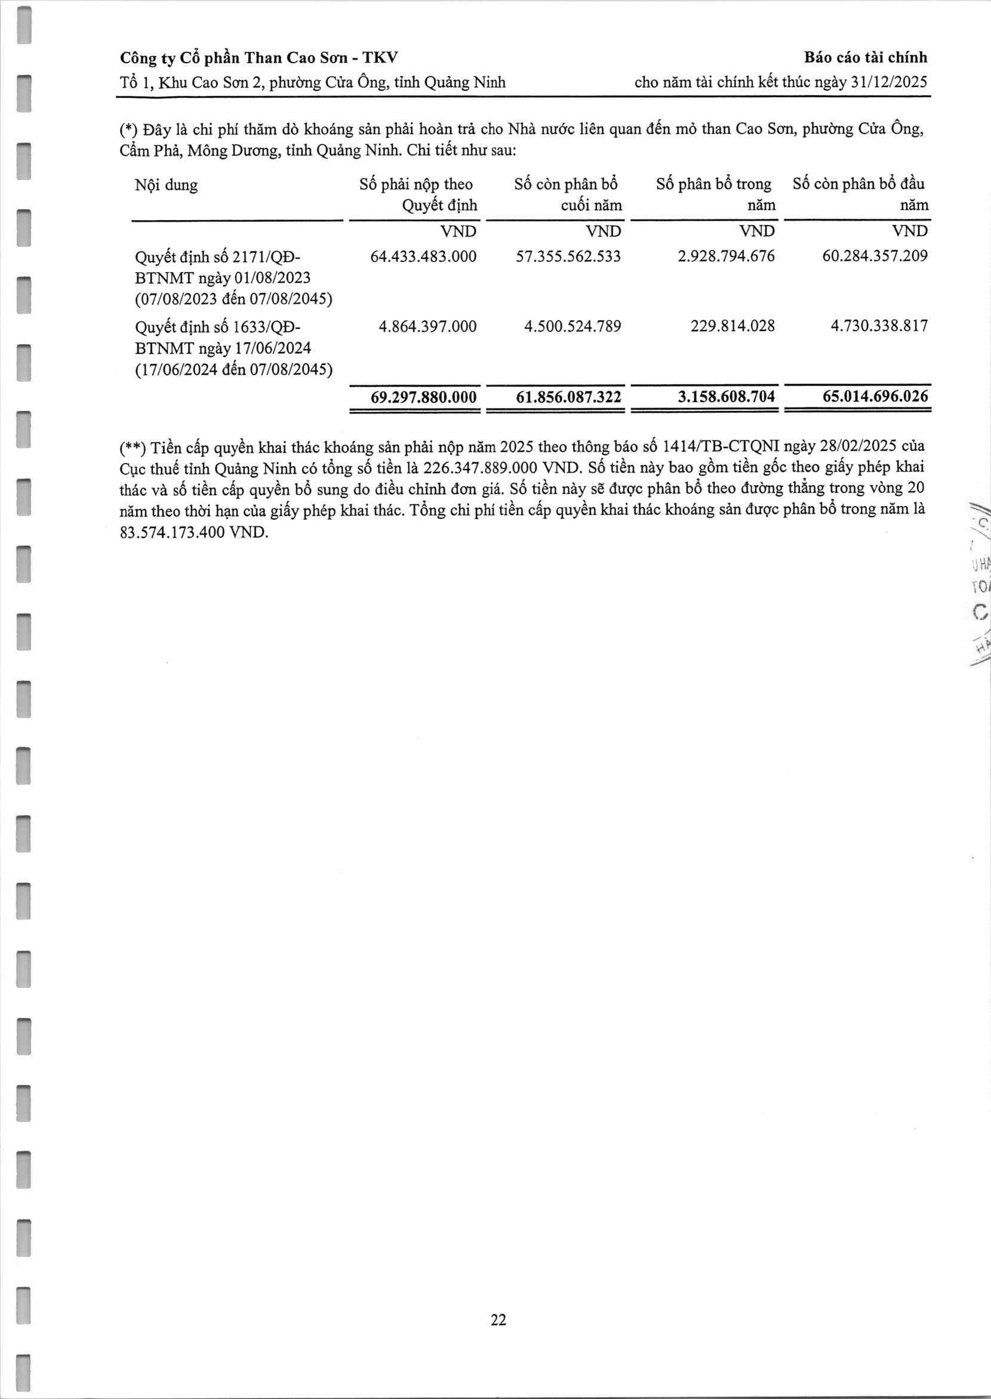 Công ty Cổ phần Than Cao Sơn - TKV
Báo cáo tài chính
Tổ 1, Khu Cao Sơn 2, phường Cửa Ông, tỉnh Quảng Ninh
cho năm tài chính kết thúc ngày 31/12/2025
(*) Đây là chi phí thăm dò khoáng sản phải hoàn trả cho Nhà nước liên quan đến mỏ than Cao Sơn, phường Cửa Ông,
Cẩm Phả, Mông Dương, tỉnh Quảng Ninh. Chi tiết như sau:
Nội dung Số phải nộp theo Số còn phân bổ Số phân bổ trong Số còn phân bổ đầu
Quyết định cuối năm năm năm
VND VND VND VND
Quyết định số 2171/QĐ- 64.433.483.000 57.355.562.533 2.928.794.676 60.284.357.209
BTNMT ngày 01/08/2023
(07/08/2023 đến 07/08/2045)
Quyết định số 1633/QĐ- 4.864.397.000 4.500.524.789 229.814.028 4.730.338.817
BTNMT ngày 17/06/2024
(17/06/2024 đến 07/08/2045)
69.297.880.000 61.856.087.322 3.158.608.704 65.014.696.026
(**) Tiền cấp quyền khai thác khoáng sản phải nộp năm 2025 theo thông báo số 1414/TB-CTQNI ngày 28/02/2025 của
Cục thuế tỉnh Quảng Ninh có tổng số tiền là 226.347.889.000 VND. Số tiền này bao gồm tiền gốc theo giấy phép khai
thác và số tiền cấp quyền bổ sung do điều chỉnh đơn giá. Số tiền này sẽ được phân bổ theo đường thẳng trong vòng 20
năm theo thời hạn của giấy phép khai thác. Tổng chi phí tiền cấp quyền khai thác khoáng sản được phân bổ trong năm là
83.574.173.400 VND.
22